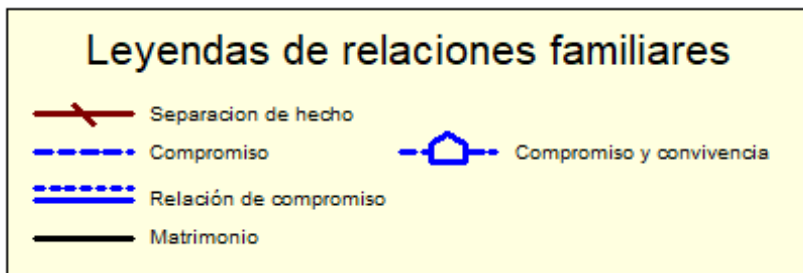 Leyendas de relaciones familiares
Separacion de hecho
Compromiso
Compromiso y convivencia
Relación de compromiso
Matrimonio